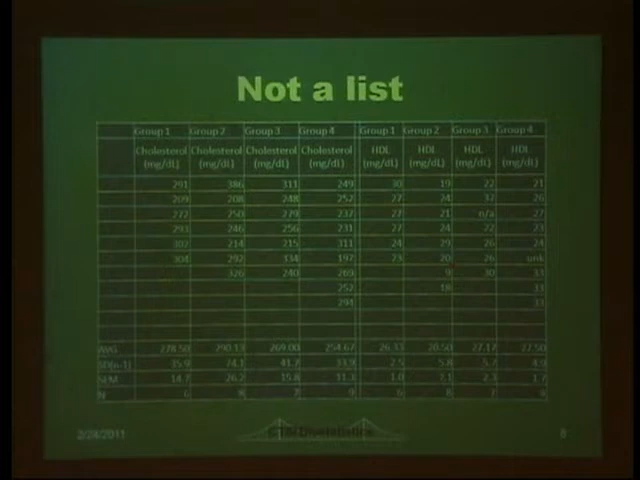 Not a list
Group 1 Group 2 Group 3 Group 4 Group 1 Group 2 Group 3 Group 4
Cholesterol Cholesterol Cholesterol Cholesterol HDL HDL HDL HDL
(mg/dL) (mg/dL) (mg/dL) (mg/dL) (mg/dL) (mg/dL) (mg/dL) (mg/dL)
291 386 311 249 30 19 22 21
209 208 248 252 27 24 32 26
272 250 279 237 27 21 n/a 27
293 246 256 231 27 24 22 23
302 214 215 311 24 29 26 24
304 292 334 197 23 20 26 unk
326 240 269 9 30 33
252 18 33
294 33
AVG 278.50 290.13 269.00 254.67 26.33 20.50 27.17 27.50
SD(n-1) 35.9 74.1 41.7 33.9 2.5 5.8 5.7 4.9
SEM 14.7 26.2 15.8 11.3 1.0 2.1 2.3 1.7
N 6 8 7 9 6 8 7
2/28/2011 6